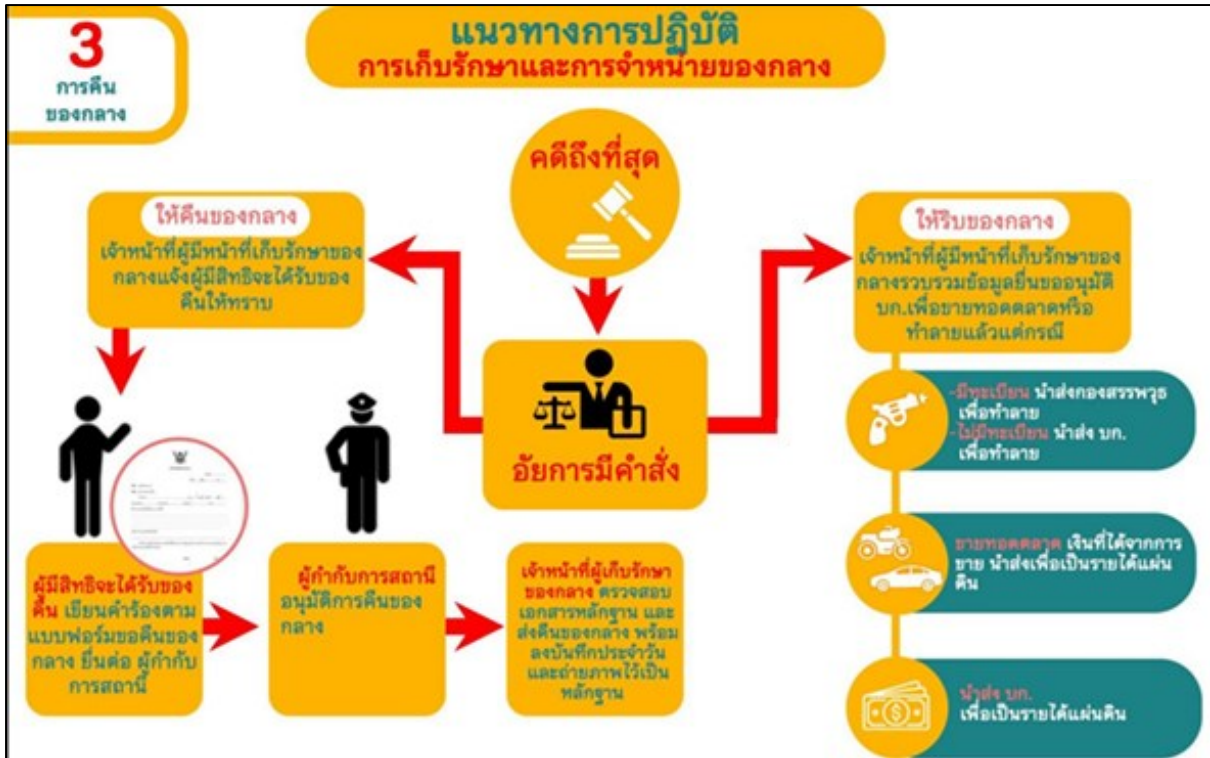 3
การคืน
ของกลาง
แนวทางการปฏิบัติ
การเก็บรักษาและการจำหน่ายของกลาง
คดีถึงที่สุด
อัยการมีคำสั่ง
ให้คืนของกลาง
เจ้าหน้าที่ผู้มีหน้าที่เก็บรักษาของ
กลางแจ้งผู้มีสิทธิจะได้รับของ
คืนให้ทราบ
ผู้มีสิทธิจะได้รับของ
คืน เขียนคำร้องตาม
แบบฟอร์มขอคืนของ
กลาง ยื่นต่อ ผู้กำกับ
การสถานี
ผู้กำกับการสถานี
อนุมัติการคืนของ
กลาง
เจ้าหน้าที่ผู้เก็บรักษา
ของกลาง ตรวจสอบ
เอกสารหลักฐาน และ
ส่งคืนของกลาง พร้อม
ลงบันทึกประจำวัน
และถ่ายภาพไว้เป็น
หลักฐาน
ให้ริบของกลาง
เจ้าหน้าที่ผู้มีหน้าที่เก็บรักษาของ
กลางรวบรวมข้อมูลยื่นขออนุมัติ
บก.เพื่อขายทอดตลาดหรือ
ทำลายแล้วแต่กรณี
-มีทะเบียน นำส่งกองสรรพวุธ
เพื่อทำลาย
-ไม่มีทะเบียน นำส่ง บก.
เพื่อทำลาย
ขายทอดตลาด เงินที่ได้จากการ
ขาย นำส่งเพื่อเป็นรายได้แผ่น
ดิน
นำส่ง บก.
เพื่อเป็นรายได้แผ่นดิน